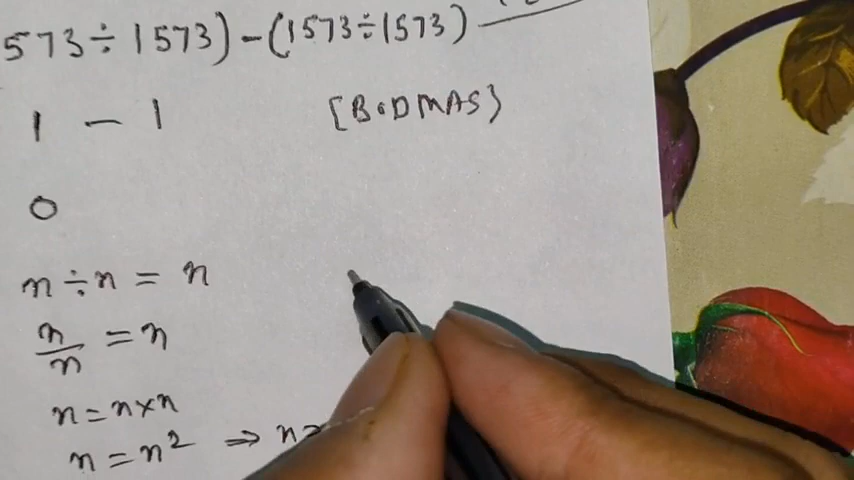 573÷1573)-(1573÷1573)
1 - 1 [BODMAS}
0
n÷n = n
n/n = n
n=n×n
n=n² ⇒ n